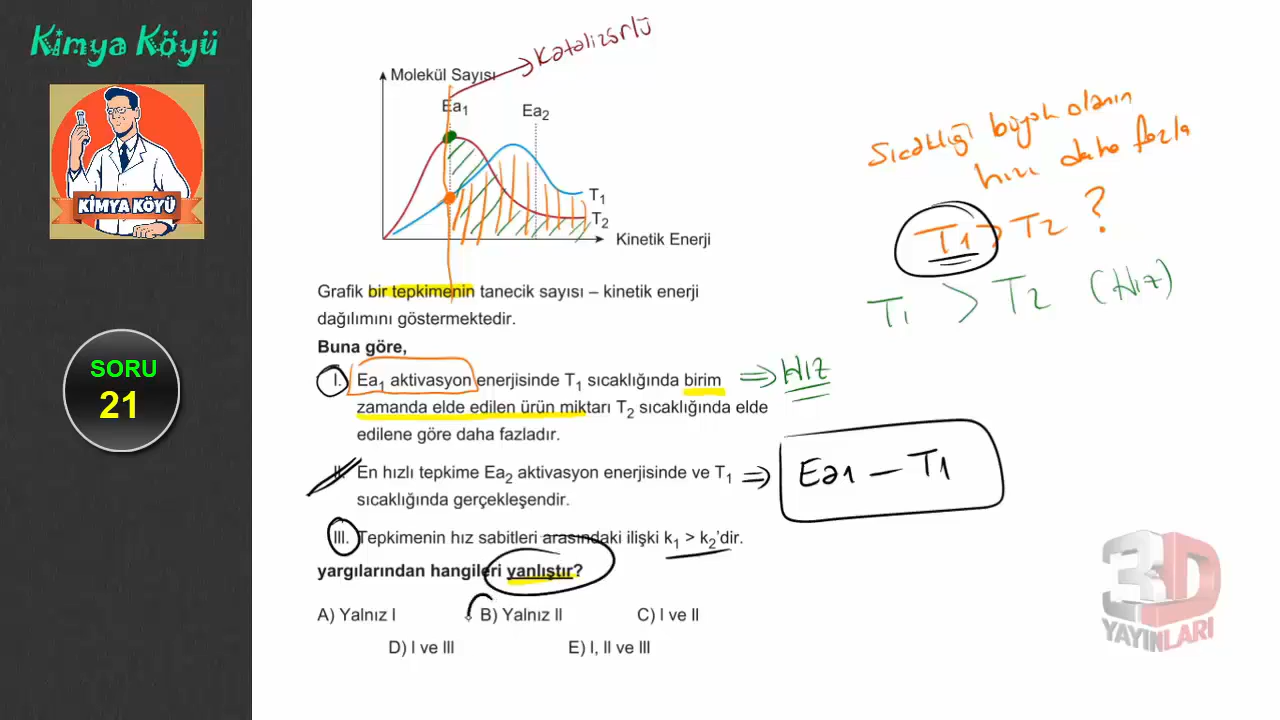 Kimya Köyü
KİMYA KÖYÜ
SORU
21
Katalizörlü
Molekül Sayısı
Ea1
Ea2
T1
T2
Kinetik Enerji
Sıcaklığı büyük olanın
hızı daha fazla
T1 > T2 ?
T1 > T2 (Hız)
Grafik bir tepkimenin tanecik sayısı – kinetik enerji
dağılımını göstermektedir.
Buna göre,
I. Ea1 aktivasyon enerjisinde T1 sıcaklığında birim ⇒ HIZ
zamanda elde edilen ürün miktarı T2 sıcaklığında elde
edilene göre daha fazladır.
II. En hızlı tepkime Ea2 aktivasyon enerjisinde ve T1 ⇒ Ea1 – T1
sıcaklığında gerçekleşendir.
III. Tepkimenin hız sabitleri arasındaki ilişki k1 > k2'dir.
yargılarından hangileri yanlıştır?
A) Yalnız I B) Yalnız II C) I ve II
D) I ve III E) I, II ve III
3D
YAYINLARI